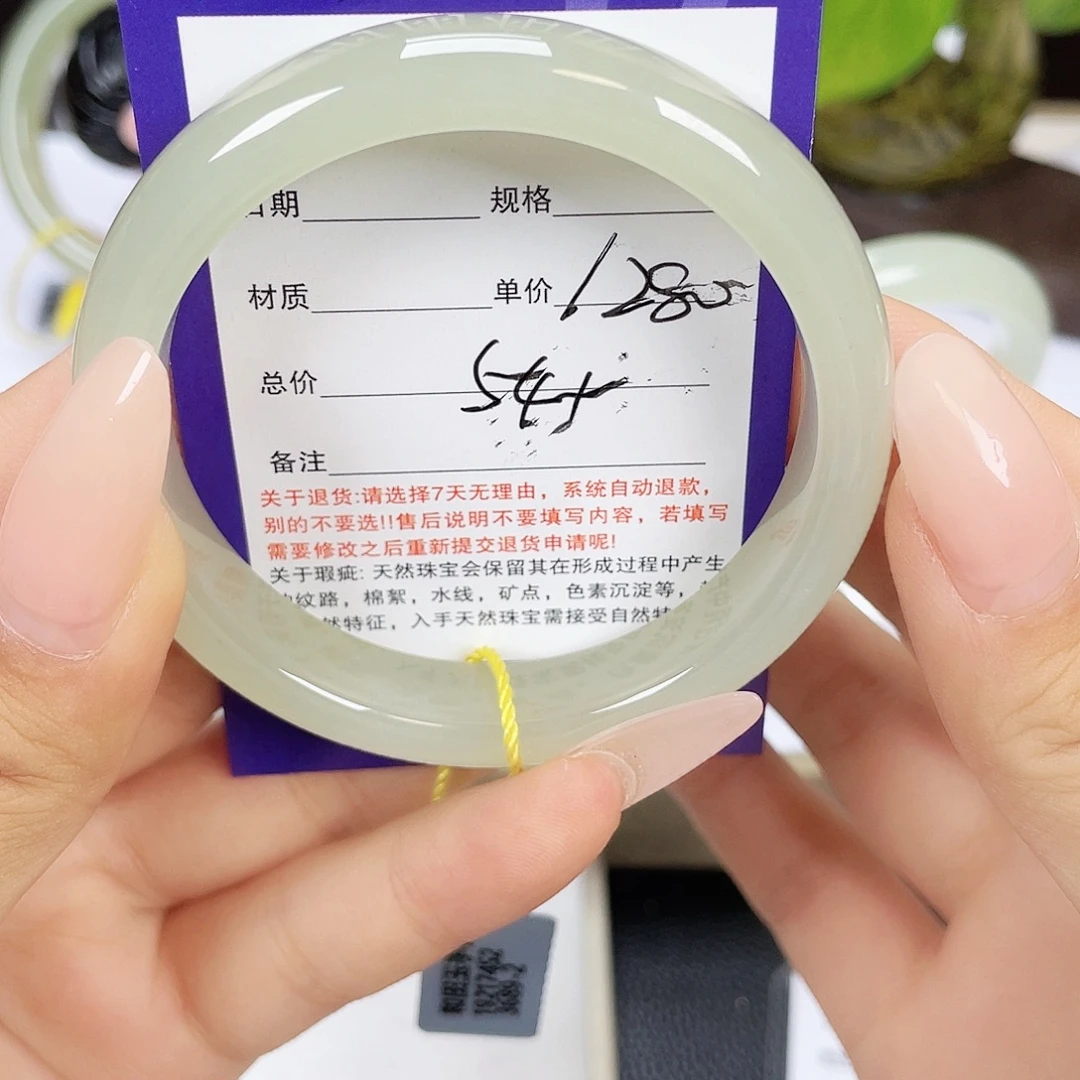 日期 规格
材质 单价 1280
总价 545
备注
关于退货:请选择7天无理由，系统自动退款，
别的不要选!!售后说明不要填写内容，若填写
需要修改之后重新提交退货申请呢!
关于瑕疵: 天然珠宝会保留其在形成过程中产生
纹路，棉絮，水线，矿点，色素沉淀等，
然特征，入手天然珠宝需接受自然特